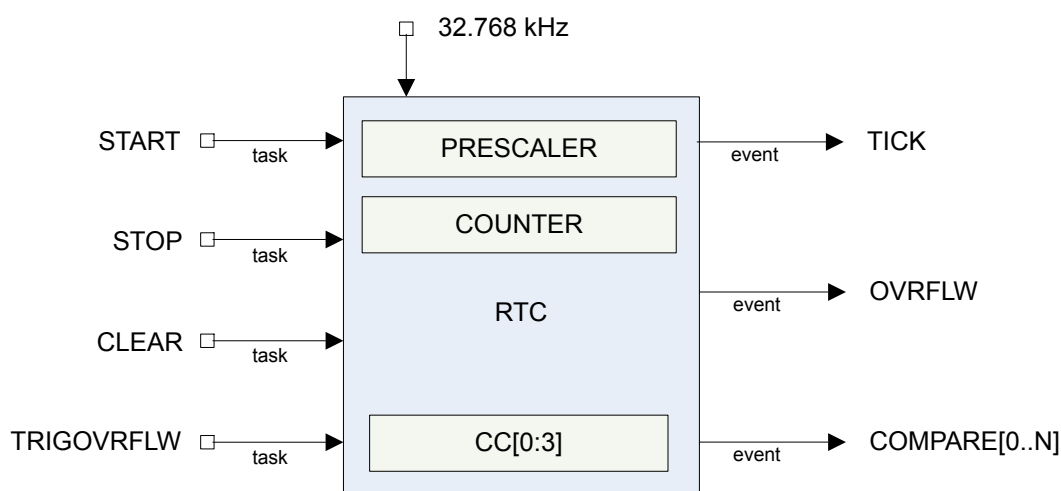 32.768 kHz
START
task
PRESCALER
event
TICK
STOP
task
COUNTER
RTC
event
OVRFLW
CLEAR
task
TRIGOVRFLW
task
CC[0:3]
event
COMPARE[0..N]